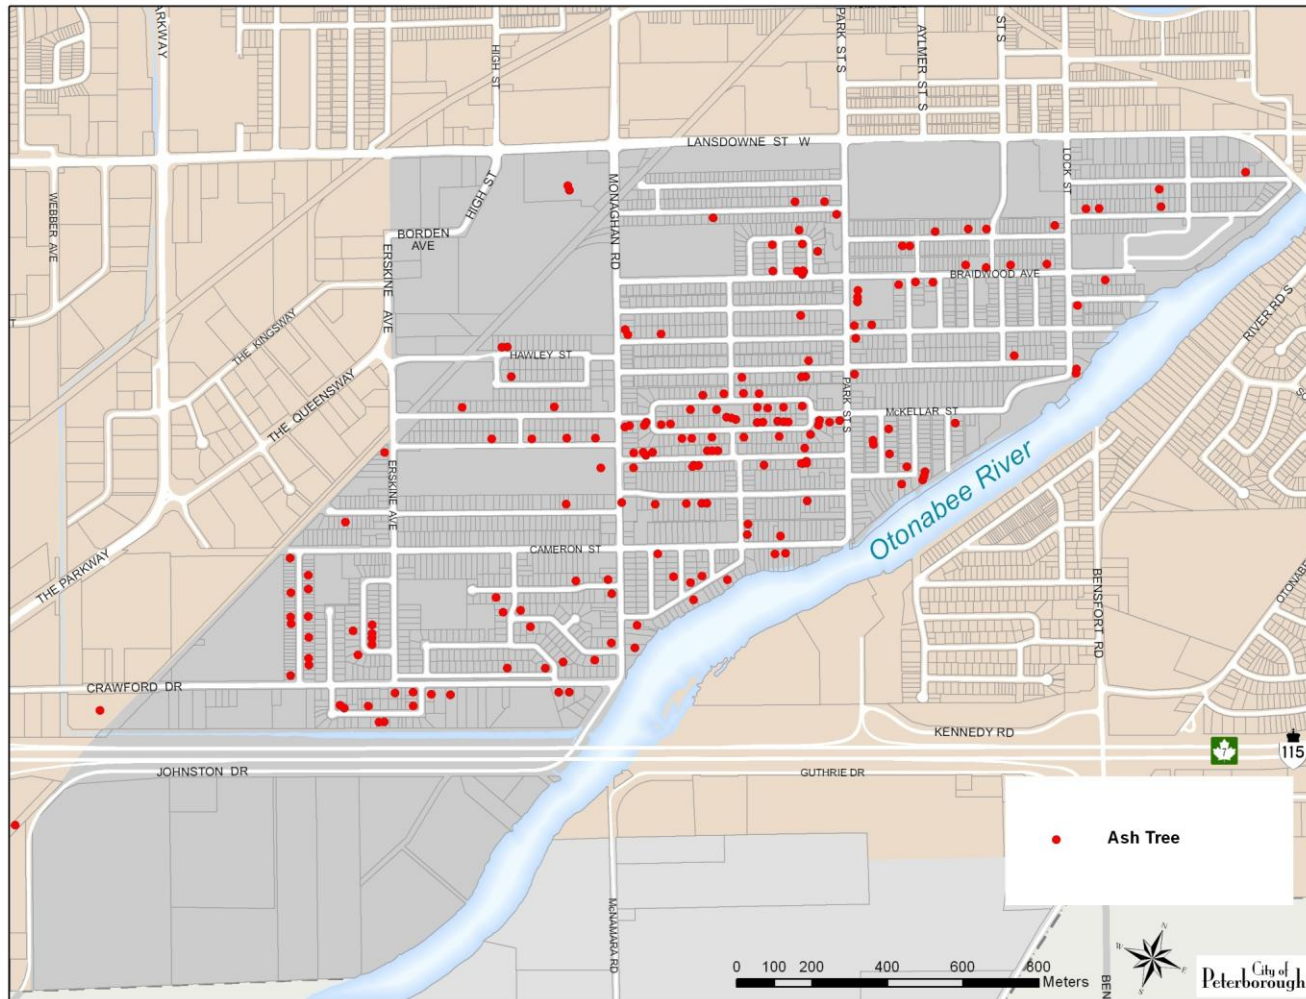 PARKWAY
HIGH ST
PARK ST S
AYLMER ST S
ST S
LANSDOWNE ST W
LOCK ST
WEBBER AVE
MONAGHAN RD
HIGH ST
BORDEN
AVE
ERSKINE AVE
BRAIDWOOD AVE
RIVER RD S
THE KINGSWAY
HAWLEY ST
THE QUEENSWAY
PARK ST S
McKELLAR ST
ERSKINE AVE
Otonabee River
CAMERON ST
THE PARKWAY
BENSFORT RD
OTONABE
CRAWFORD DR
KENNEDY RD
7
115
JOHNSTON DR
GUTHRIE DR
Ash Tree
McNAMARA RD
BEN
N
W
E
S
0 100 200 400 600 800
Meters
City of
Peterborough